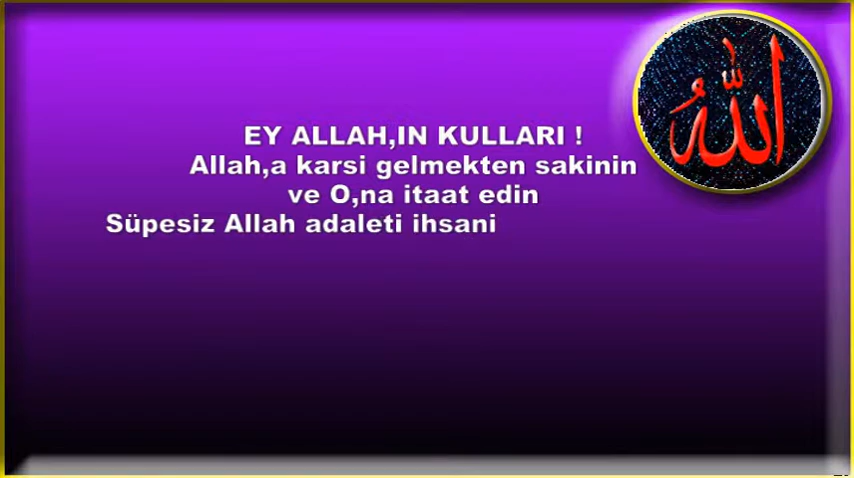 الله
EY ALLAH,IN KULLARI !
Allah,a karsi gelmekten sakinin
ve O,na itaat edin
Süpesiz Allah adaleti ihsani